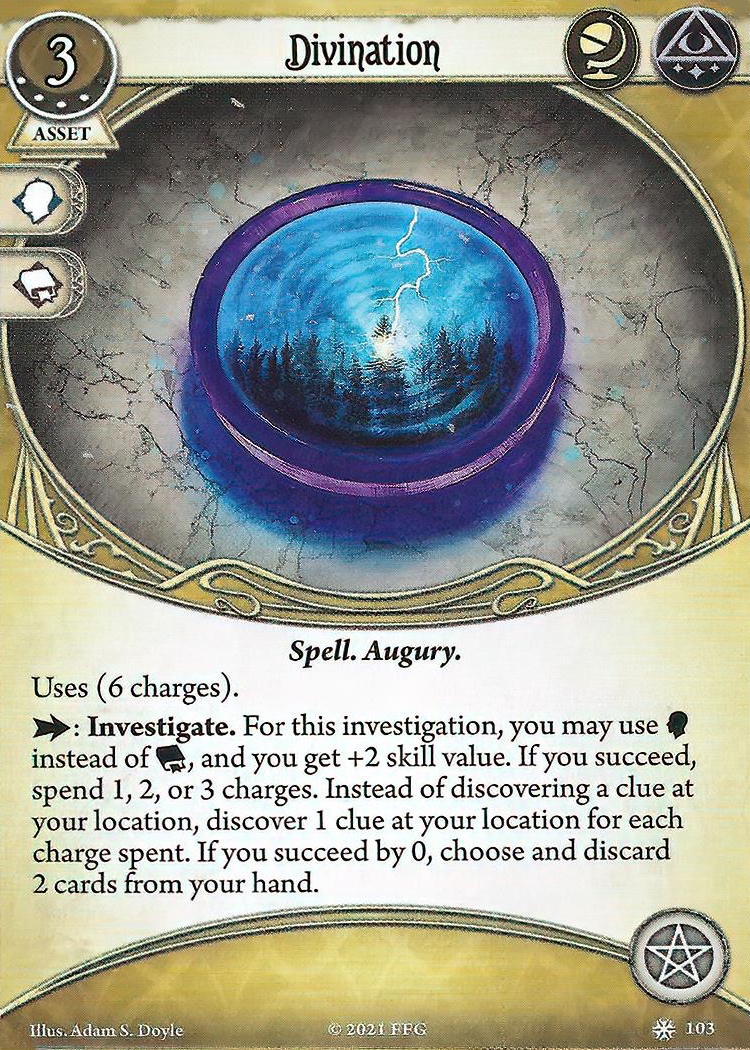 3
Divination
ASSET
Spell. Augury.
Uses (6 charges).
: Investigate. For this investigation, you may use
instead of , and you get +2 skill value. If you succeed,
spend 1, 2, or 3 charges. Instead of discovering a clue at
your location, discover 1 clue at your location for each
charge spent. If you succeed by 0, choose and discard
2 cards from your hand.
Illus. Adam S. Doyle
© 2021 FFG
103